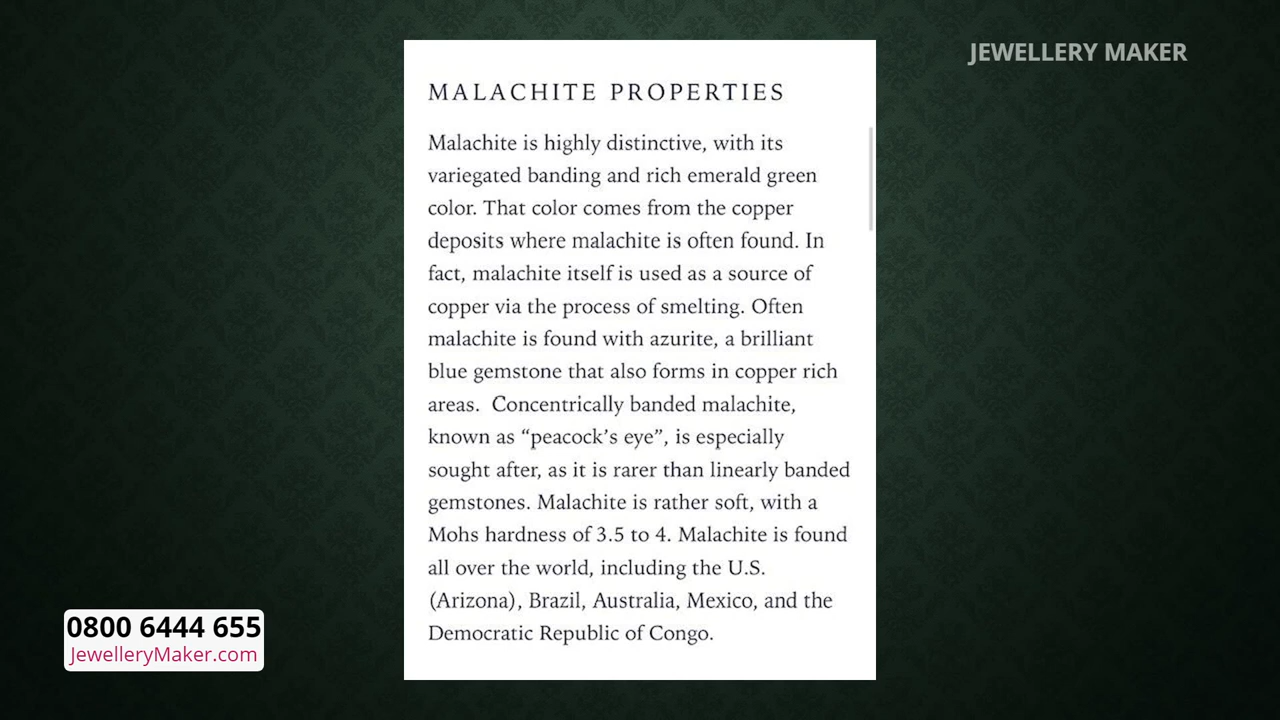 JEWELLERY MAKER
MALACHITE PROPERTIES
Malachite is highly distinctive, with its
variegated banding and rich emerald green
color. That color comes from the copper
deposits where malachite is often found. In
fact, malachite itself is used as a source of
copper via the process of smelting. Often
malachite is found with azurite, a brilliant
blue gemstone that also forms in copper rich
areas.  Concentrically banded malachite,
known as “peacock’s eye”, is especially
sought after, as it is rarer than linearly banded
gemstones. Malachite is rather soft, with a
Mohs hardness of 3.5 to 4. Malachite is found
all over the world, including the U.S.
(Arizona), Brazil, Australia, Mexico, and the
Democratic Republic of Congo.
0800 6444 655
JewelleryMaker.com